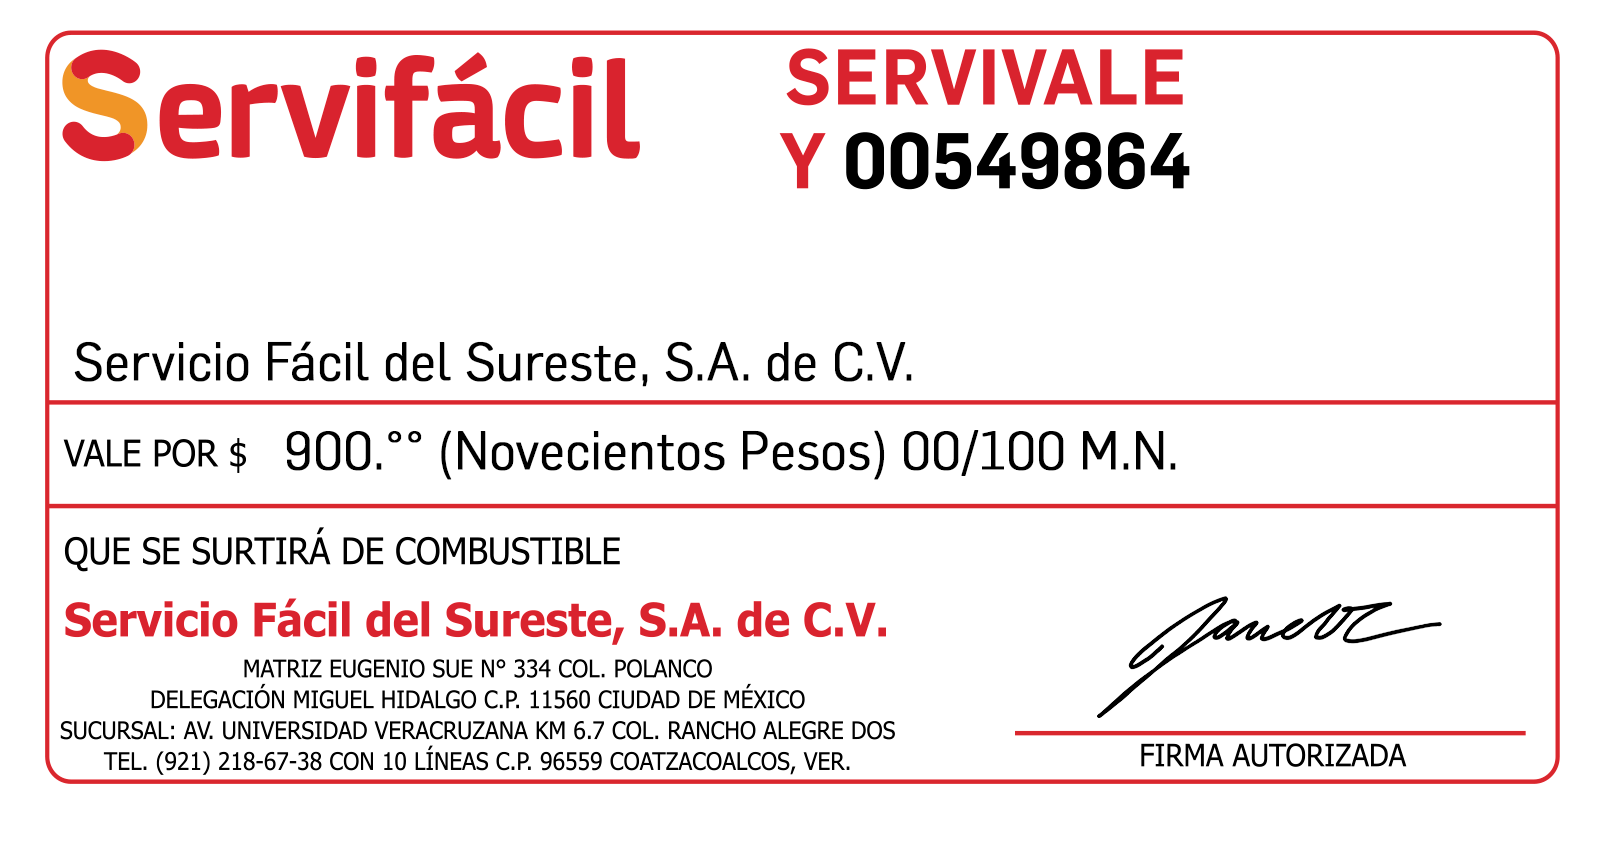 Servifácil
SERVIVALE
Y 00549864
Servicio Fácil del Sureste, S.A. de C.V.
VALE POR $ 900.°° (Novecientos Pesos) 00/100 M.N.
QUE SE SURTIRÁ DE COMBUSTIBLE
Servicio Fácil del Sureste, S.A. de C.V.
MATRIZ EUGENIO SUE N° 334 COL. POLANCO
DELEGACIÓN MIGUEL HIDALGO C.P. 11560 CIUDAD DE MÉXICO
SUCURSAL: AV. UNIVERSIDAD VERACRUZANA KM 6.7 COL. RANCHO ALEGRE DOS
TEL. (921) 218-67-38 CON 10 LÍNEAS C.P. 96559 COATZACOALCOS, VER.
FIRMA AUTORIZADA